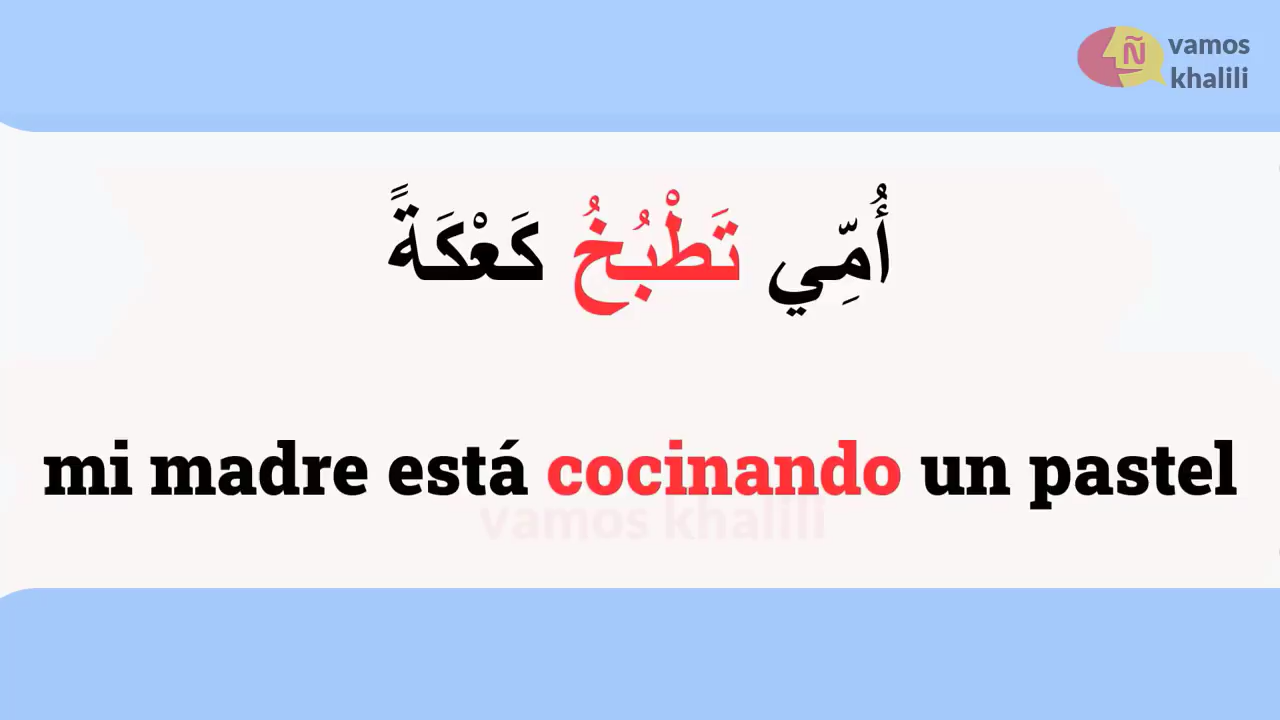 Ñ
vamos
khalili
أُمِّي تَطْبُخُ كَعْكَةً
mi madre está cocinando un pastel
vamos khalili